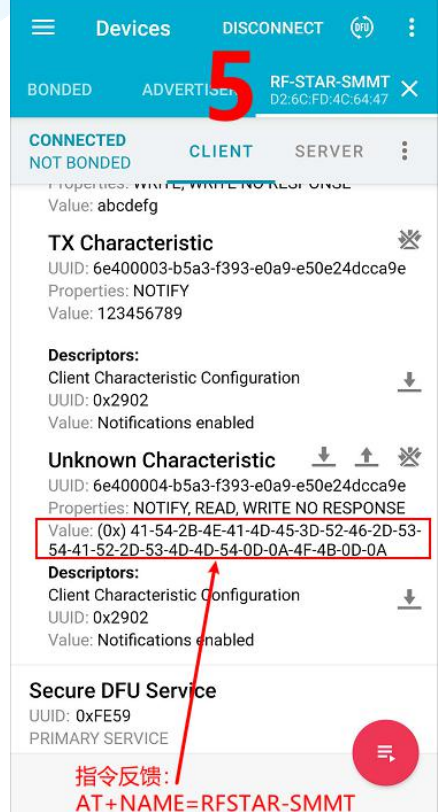 Devices DISCONNECT DFU
5
BONDED ADVERTISER RF-STAR-SMMT
D2:6C:FD:4C:64:47
CONNECTED
NOT BONDED CLIENT SERVER
Properties: WRITE, WRITE NO RESPONSE
Value: abcdefg
TX Characteristic
UUID: 6e400003-b5a3-f393-e0a9-e50e24dcca9e
Properties: NOTIFY
Value: 123456789
Descriptors:
Client Characteristic Configuration
UUID: 0x2902
Value: Notifications enabled
Unknown Characteristic
UUID: 6e400004-b5a3-f393-e0a9-e50e24dcca9e
Properties: NOTIFY, READ, WRITE NO RESPONSE
Value: (0x) 41-54-2B-4E-41-4D-45-3D-52-46-2D-53-
54-41-52-2D-53-4D-4D-54-0D-0A-4F-4B-0D-0A
Descriptors:
Client Characteristic Configuration
UUID: 0x2902
Value: Notifications enabled
Secure DFU Service
UUID: 0xFE59
PRIMARY SERVICE
指令反馈:
AT+NAME=RFSTAR-SMMT